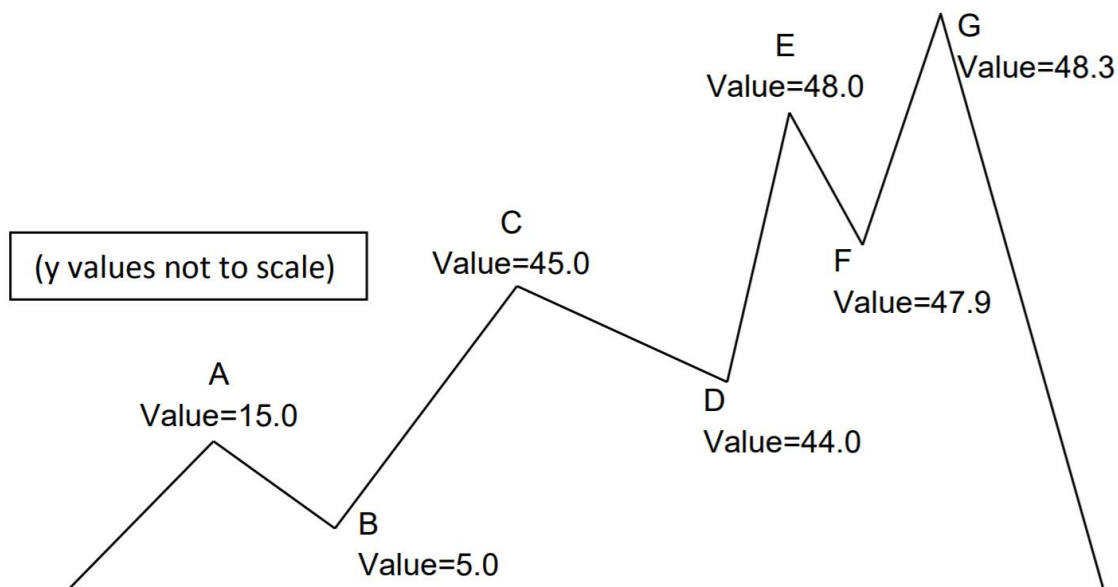 G
Value=48.3
E
Value=48.0
C
Value=45.0
(y values not to scale)
F
Value=47.9
A
Value=15.0
D
Value=44.0
B
Value=5.0